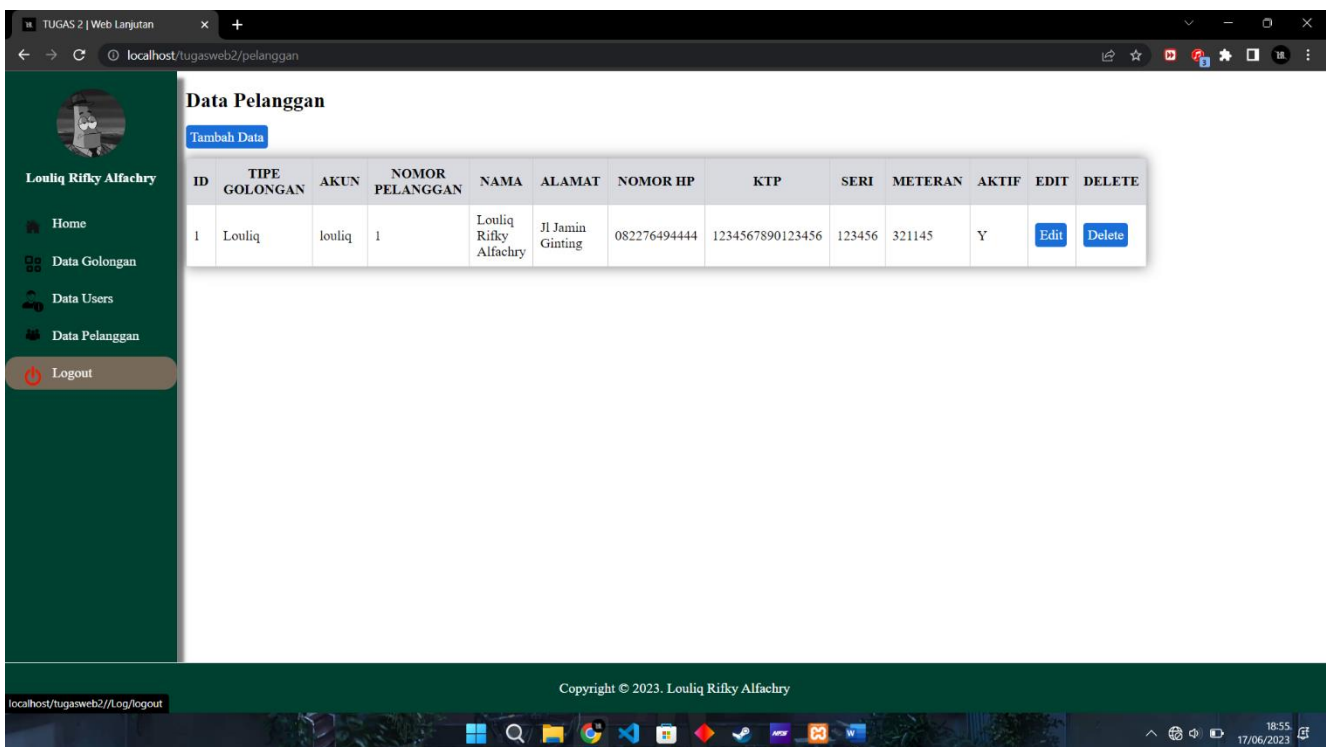 TUGAS 2 | Web Lanjutan
localhost/tugasweb2/pelanggan
3
Louliq Rifky Alfachry
Home
Data Golongan
Data Users
Data Pelanggan
Logout
Data Pelanggan
Tambah Data
ID TIPE GOLONGAN AKUN NOMOR PELANGGAN NAMA ALAMAT NOMOR HP KTP SERI METERAN AKTIF EDIT DELETE
1 Louliq louliq 1 Louliq Rifky Alfachry Jl Jamin Ginting 082276494444 1234567890123456 123456 321145 Y Edit Delete
Copyright © 2023. Louliq Rifky Alfachry
localhost/tugasweb2//Log/logout
18:55
17/06/2023